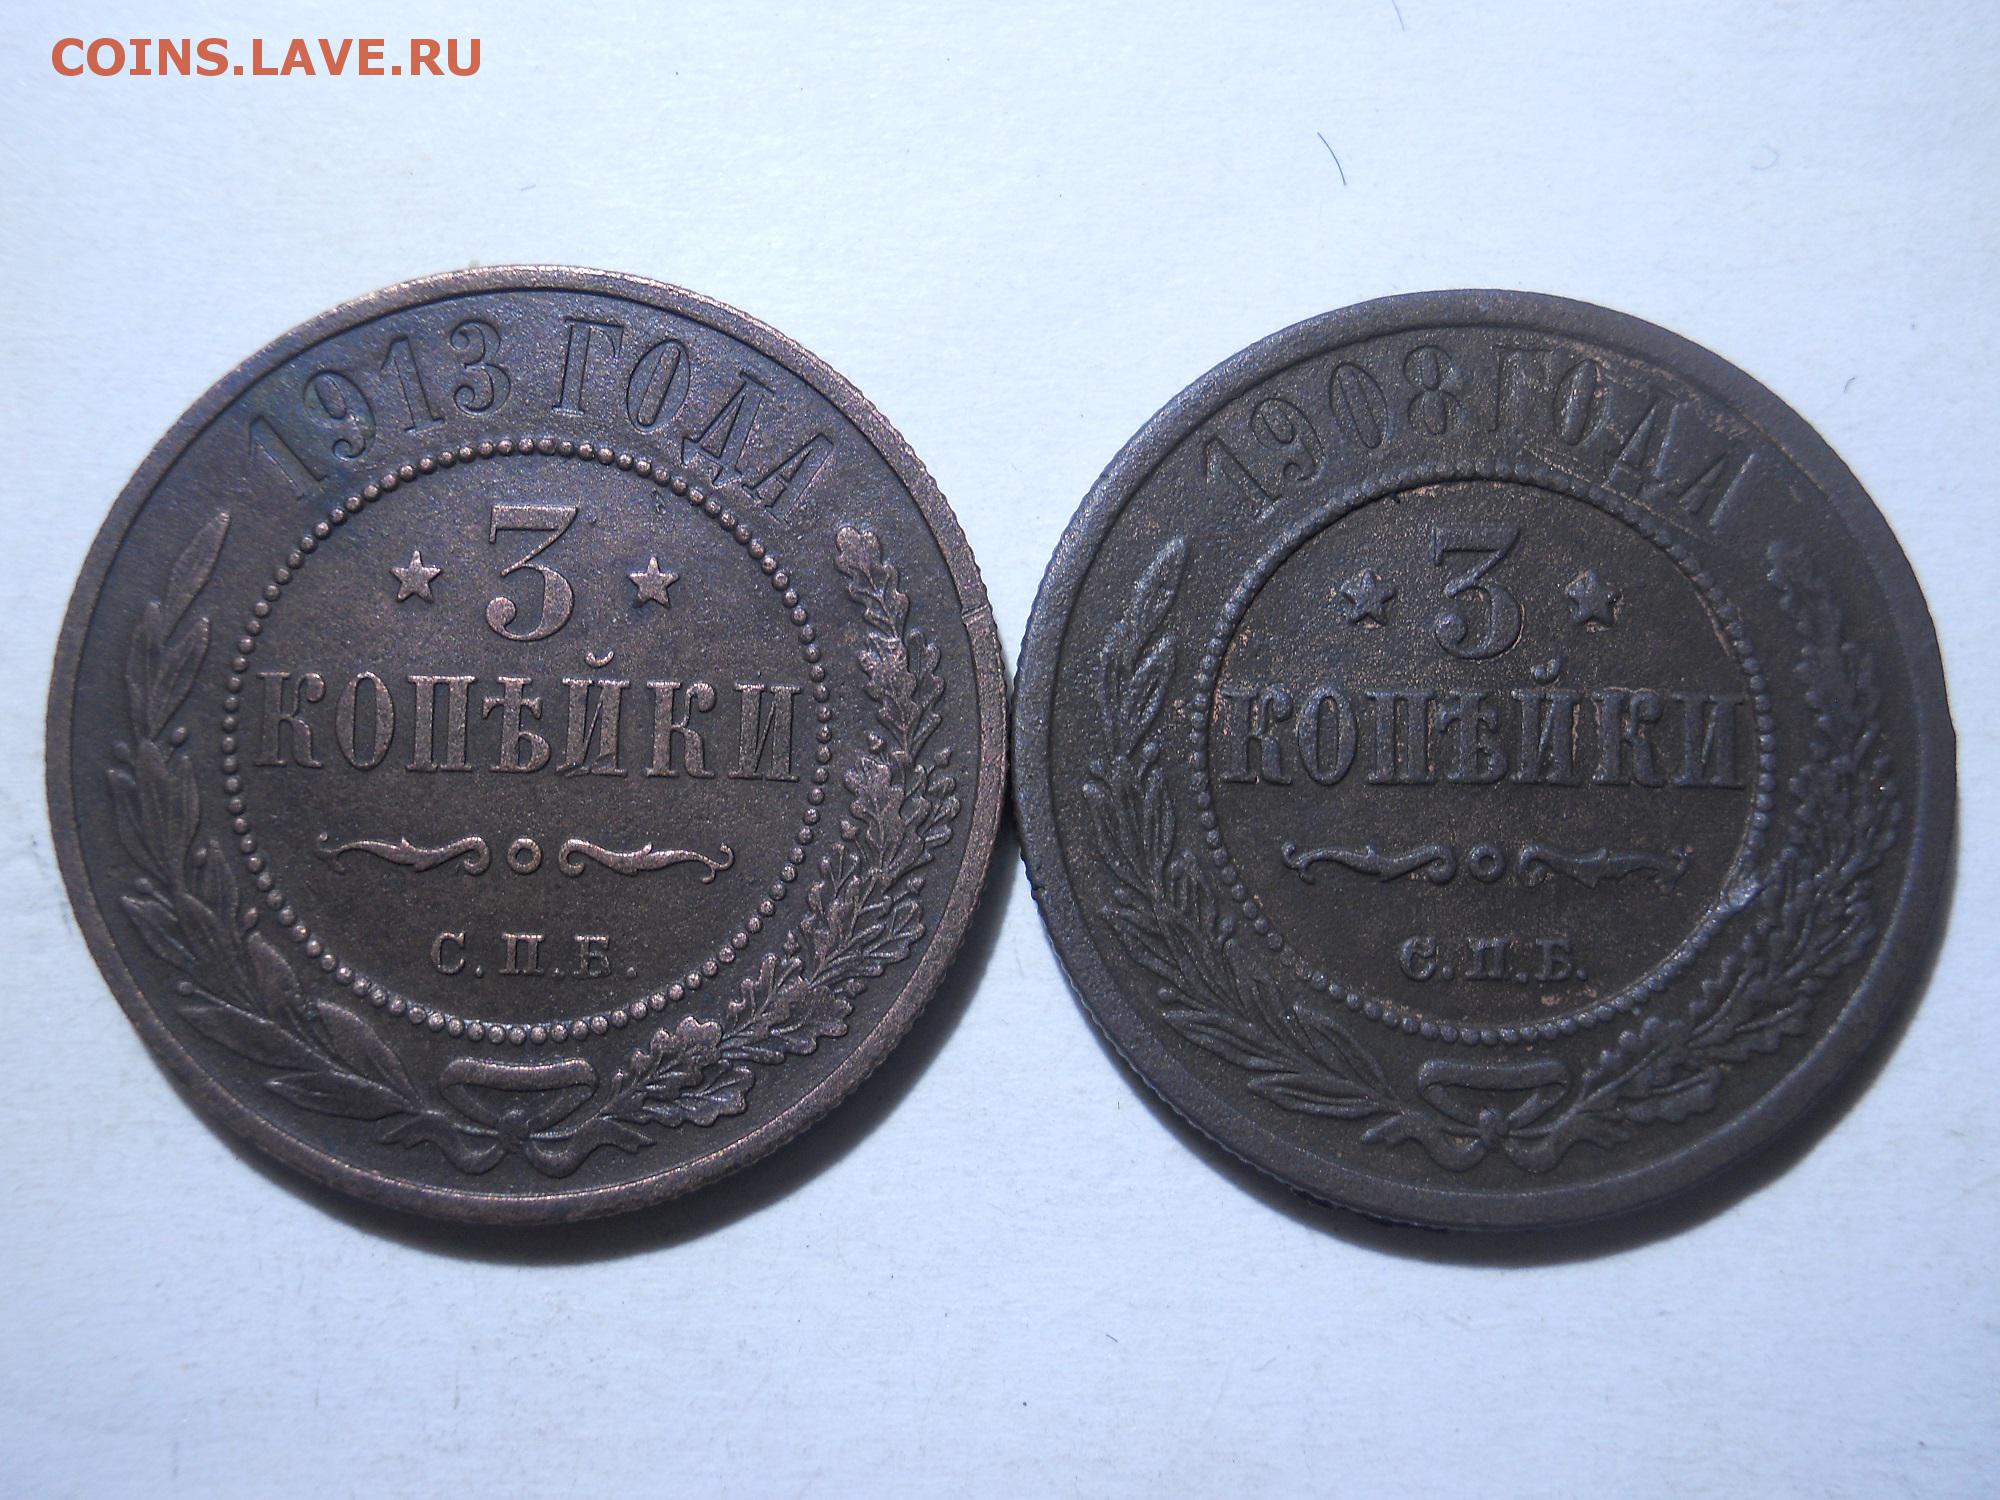 COINS.LAVE.RU
1913 ГОДА
3
КОПѢЙКИ
С.П.Б.
1908 ГОДА
3
КОПѢЙКИ
С.П.Б.